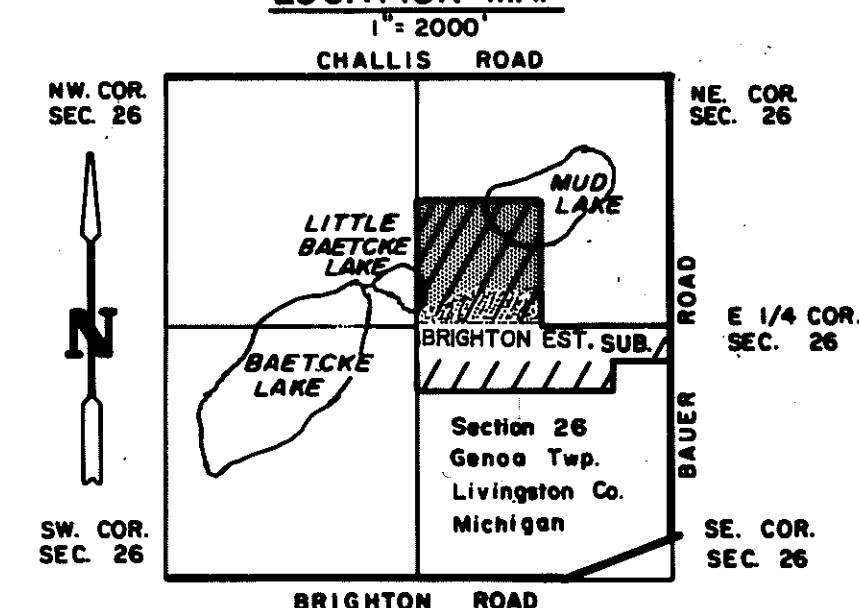 1"= 2000'
CHALLIS ROAD
NW. COR.
SEC. 26
NE. COR.
SEC. 26
MUD
LAKE
LITTLE
BAETCKE
LAKE
N
ROAD
E 1/4 COR.
SEC. 26
BRIGHTON EST. SUB.
BAETCKE
LAKE
BAUER
Section 26
Genoa Twp.
Livingston Co.
Michigan
SW. COR.
SEC. 26
SE. COR.
SEC. 26
BRIGHTON ROAD